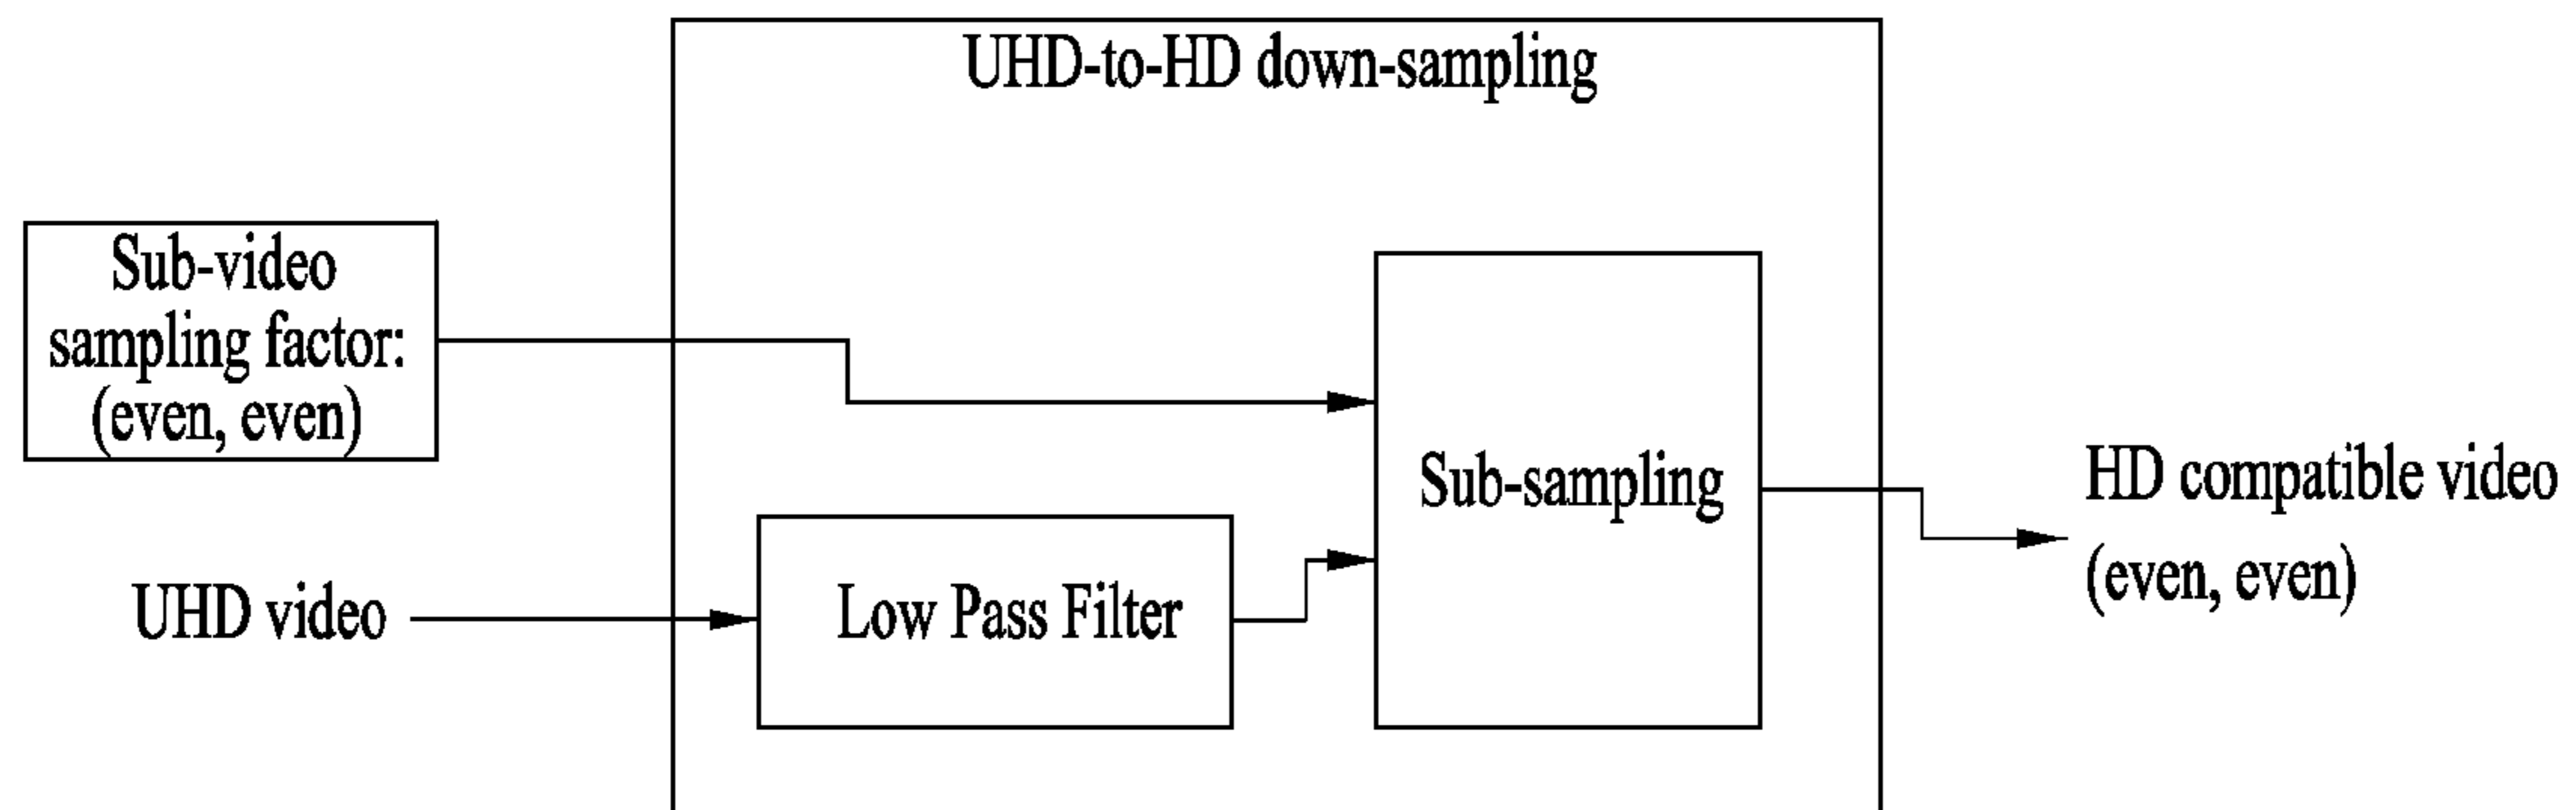 UHD-to-HD down-sampling
Sub-video
sampling factor:
(even, even)
Sub-sampling
HD compatible video
(even, even)
UHD video
Low Pass Filter